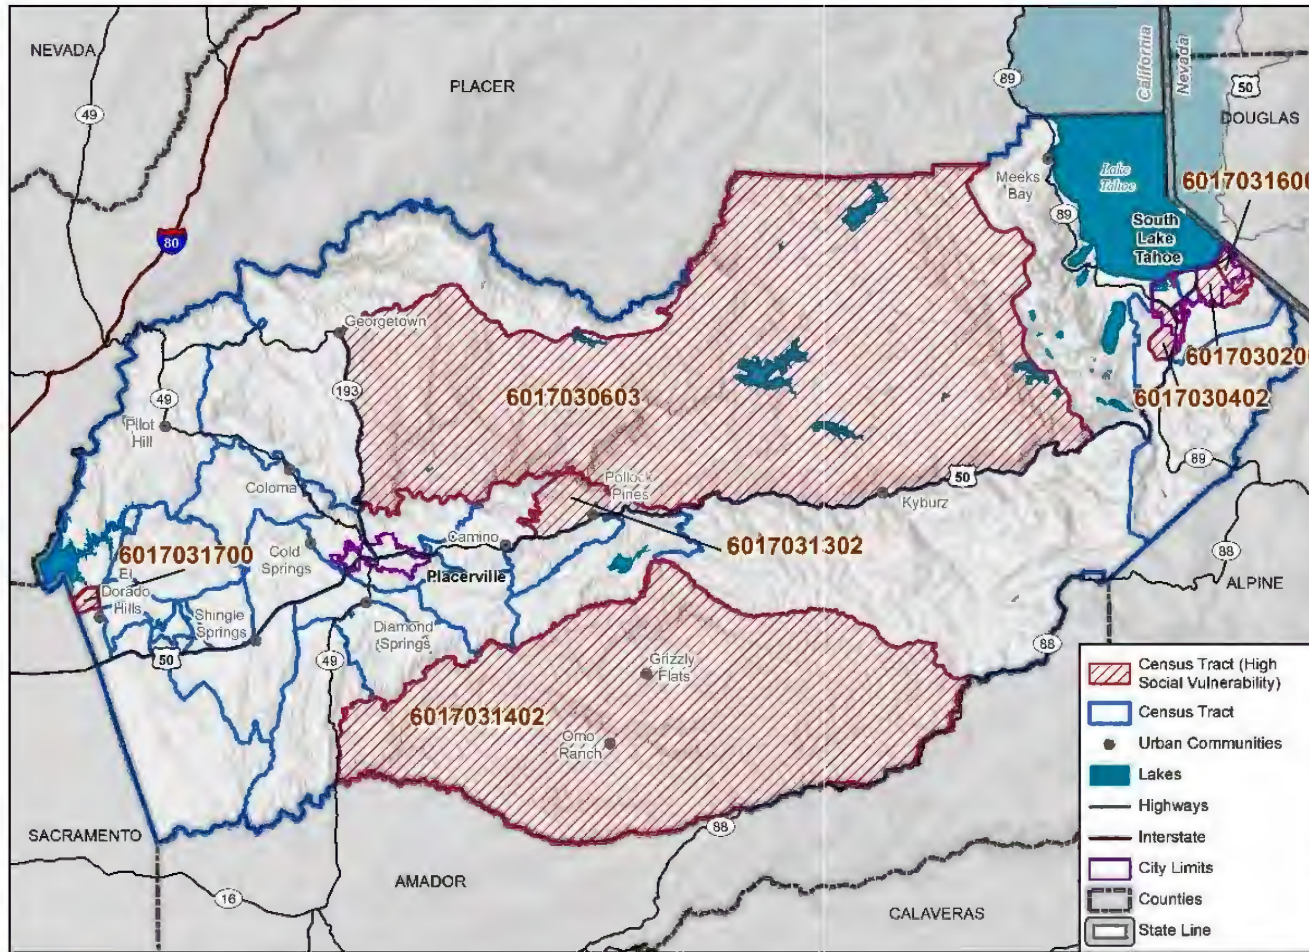 NEVADA
49
PLACER
80
89
California
Nevada
50
DOUGLAS
Meeks
Bay
Lake
Tahoe
6017031600
89
South
Lake
Tahoe
Georgetown
193
6017030603
6017030200
6017030402
49
Pilot
Hill
Coloma
Pollock
Pines
50
Kyburz
89
88
ALPINE
6017031700
El
Dorado
Hills
Cold
Springs
Camino
6017031302
Placerville
Shingle
Springs
50
Diamond
Springs
49
Grizzly
Flats
88
6017031402
Omo
Ranch
SACRAMENTO
88
AMADOR
16
CALAVERAS
Census Tract (High
Social Vulnerability)
Census Tract
Urban Communities
Lakes
Highways
Interstate
City Limits
Counties
State Line